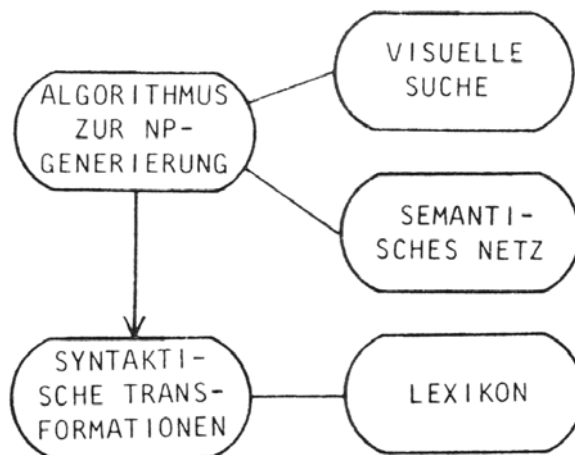 ALGORITHMUS
ZUR NP-
GENERIERUNG
VISUELLE
SUCHE
SEMANTI-
SCHES NETZ
SYNTAKTI-
SCHE TRANS-
FORMATIONEN
LEXIKON